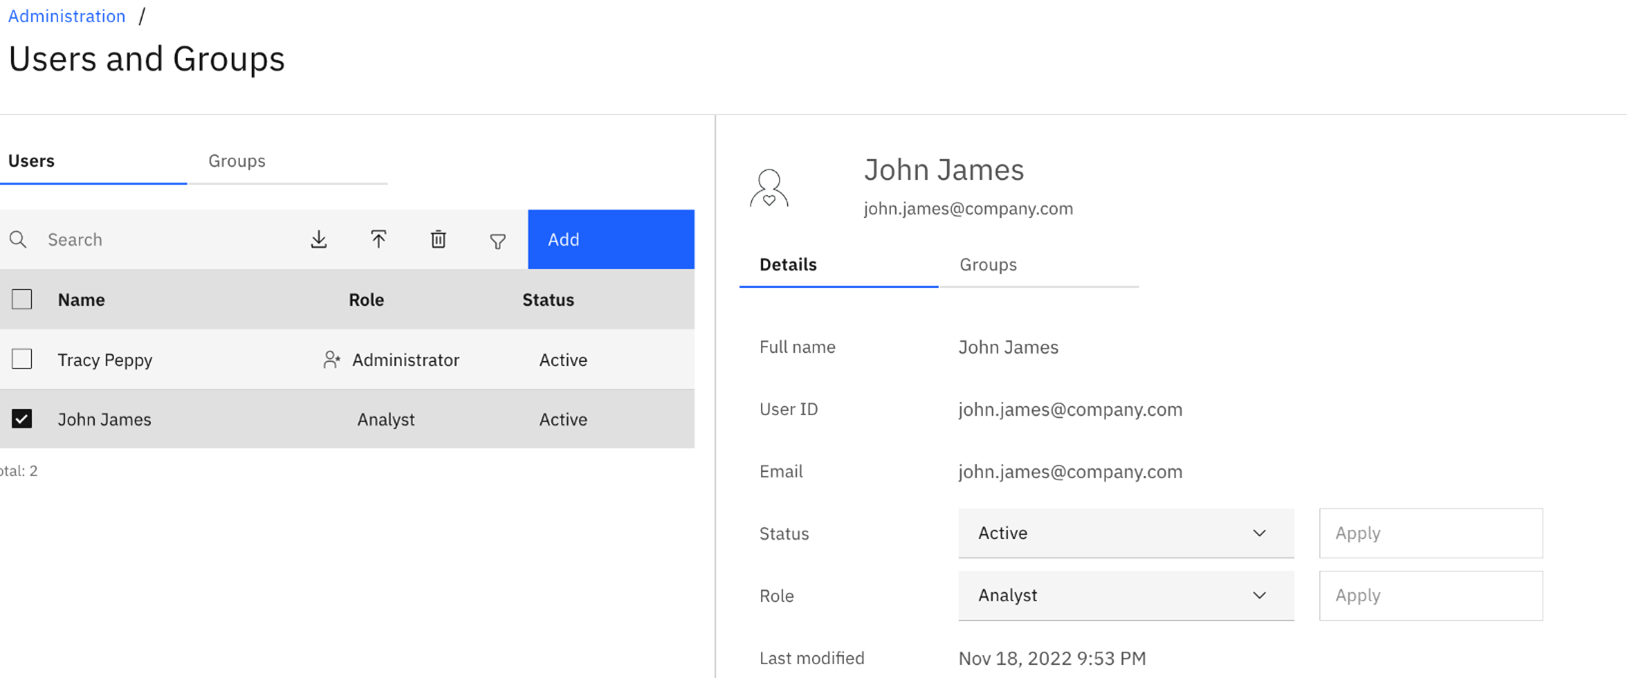 Administration /
Users and Groups
Users Groups
Search Add
Name Role Status
Tracy Peppy Administrator Active
John James Analyst Active
otal: 2
John James
john.james@company.com
Details Groups
Full name John James
User ID john.james@company.com
Email john.james@company.com
Status Active Apply
Role Analyst Apply
Last modified Nov 18, 2022 9:53 PM